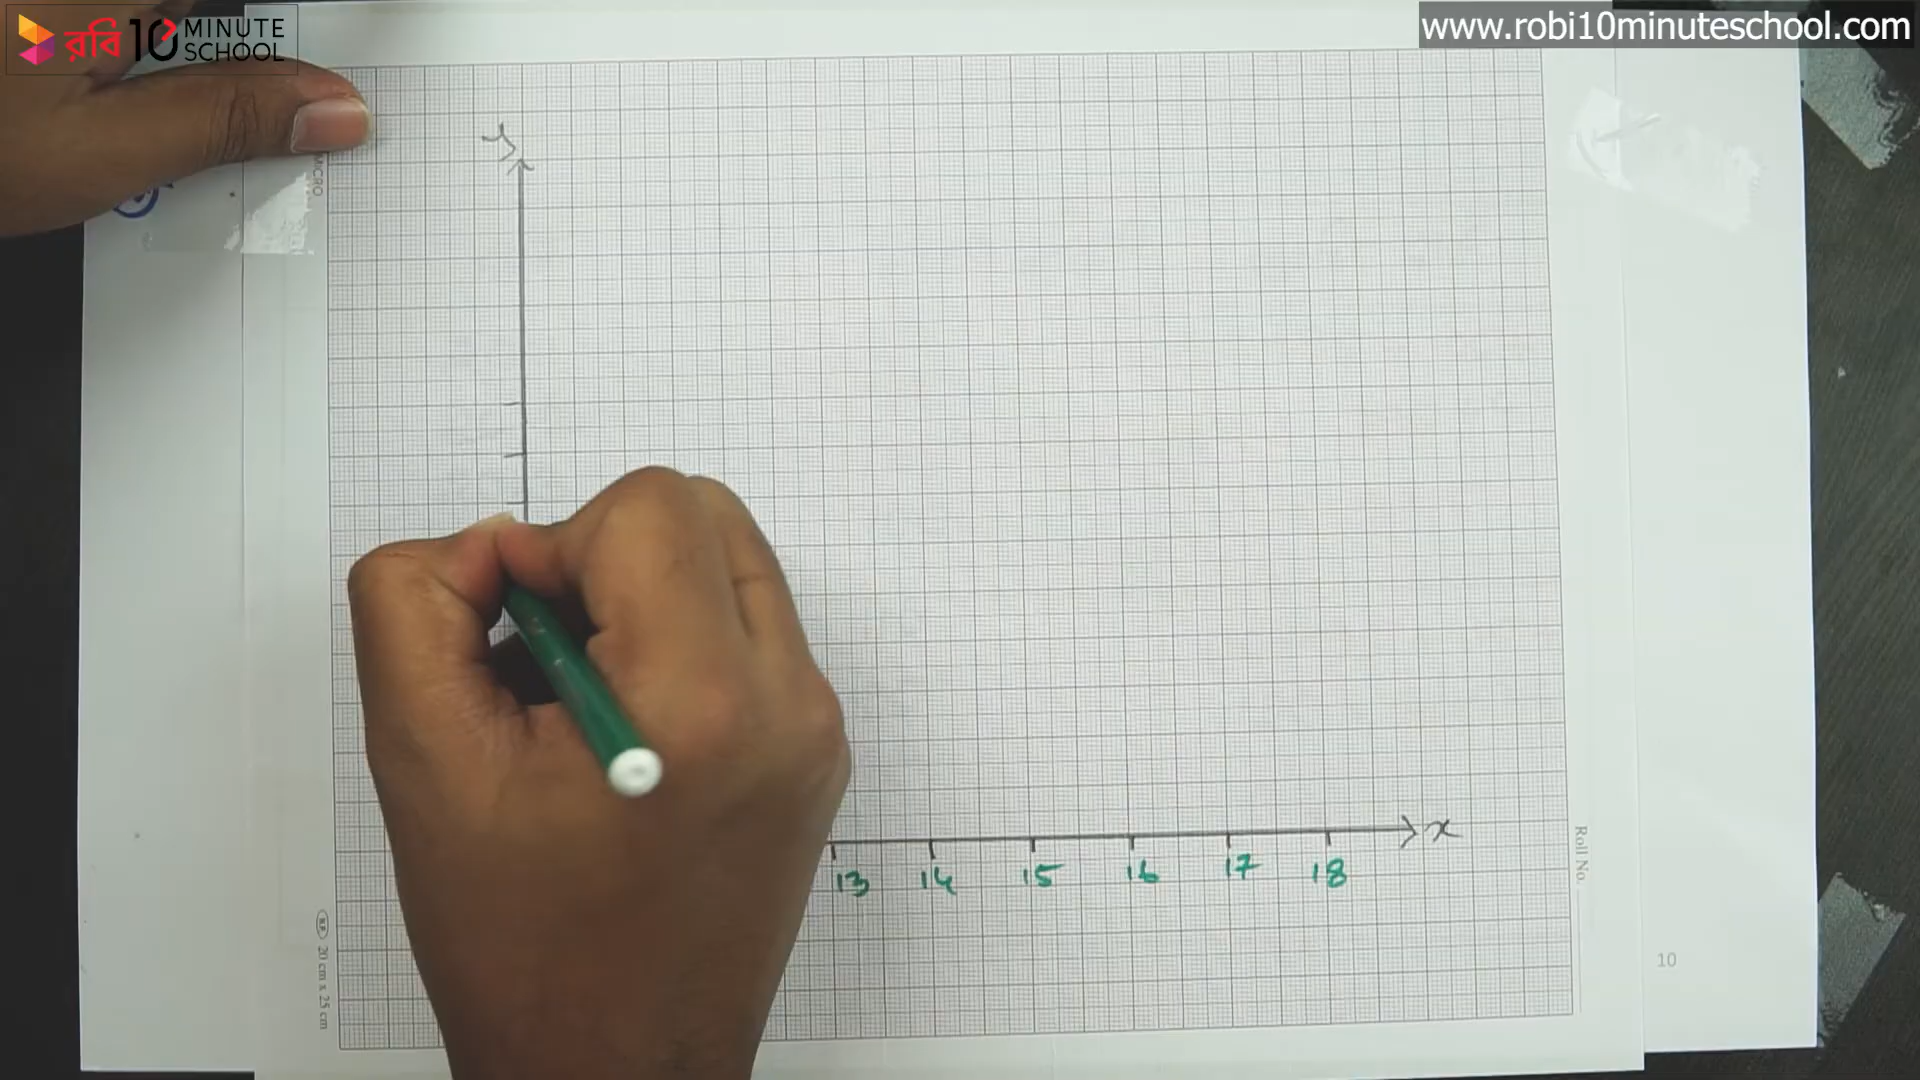 রবি 10 MINUTE SCHOOL
www.robi10minuteschool.com
MICRO
y
x
13 14 15 16 17 18
Roll No.
20 cm x 25 cm
10